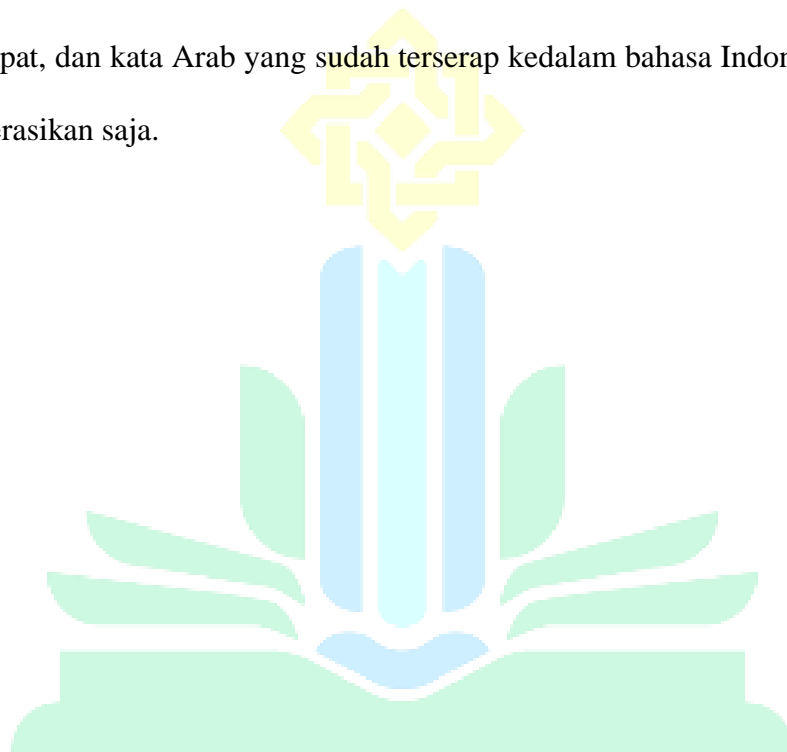 pat, dan kata Arab yang sudah terserap kedalam bahasa Indon
rasikan saja.